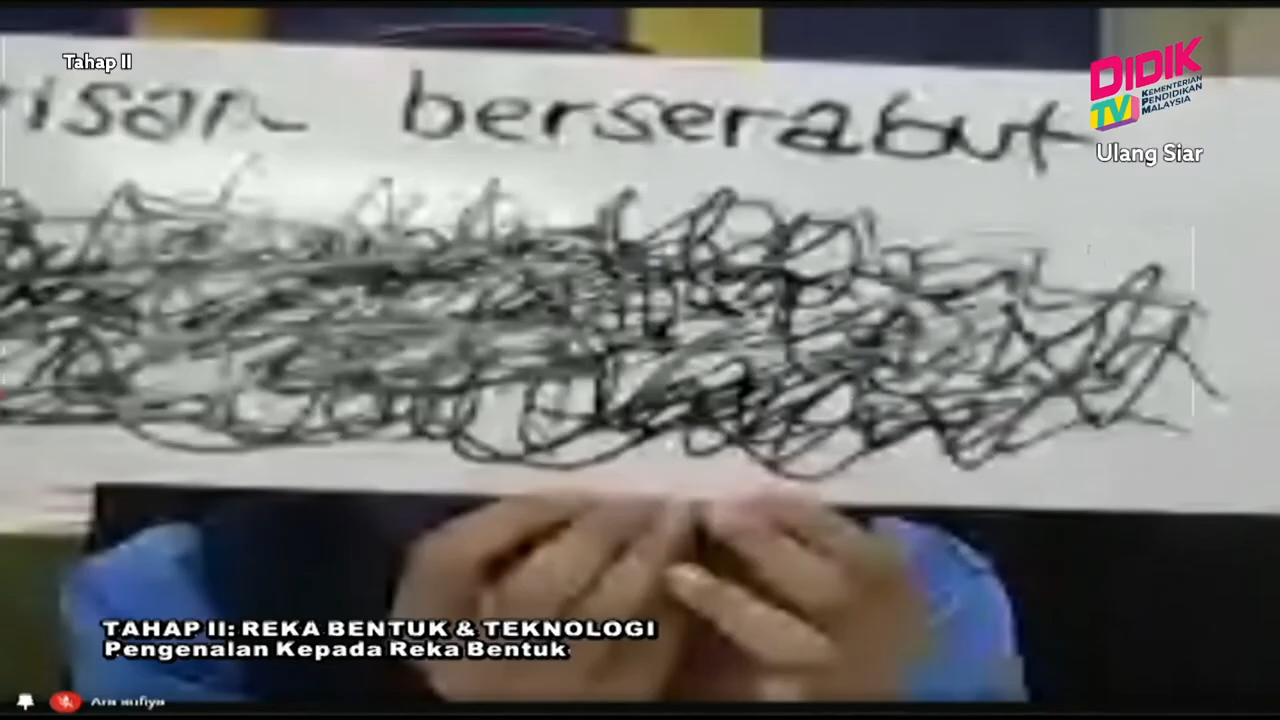 Tahap II
DIDIK
TV
KEMENTERIAN
PENDIDIKAN
MALAYSIA
Ulang Siar
isan berserabut
TAHAP II: REKA BENTUK & TEKNOLOGI
Pengenalan Kepada Reka Bentuk